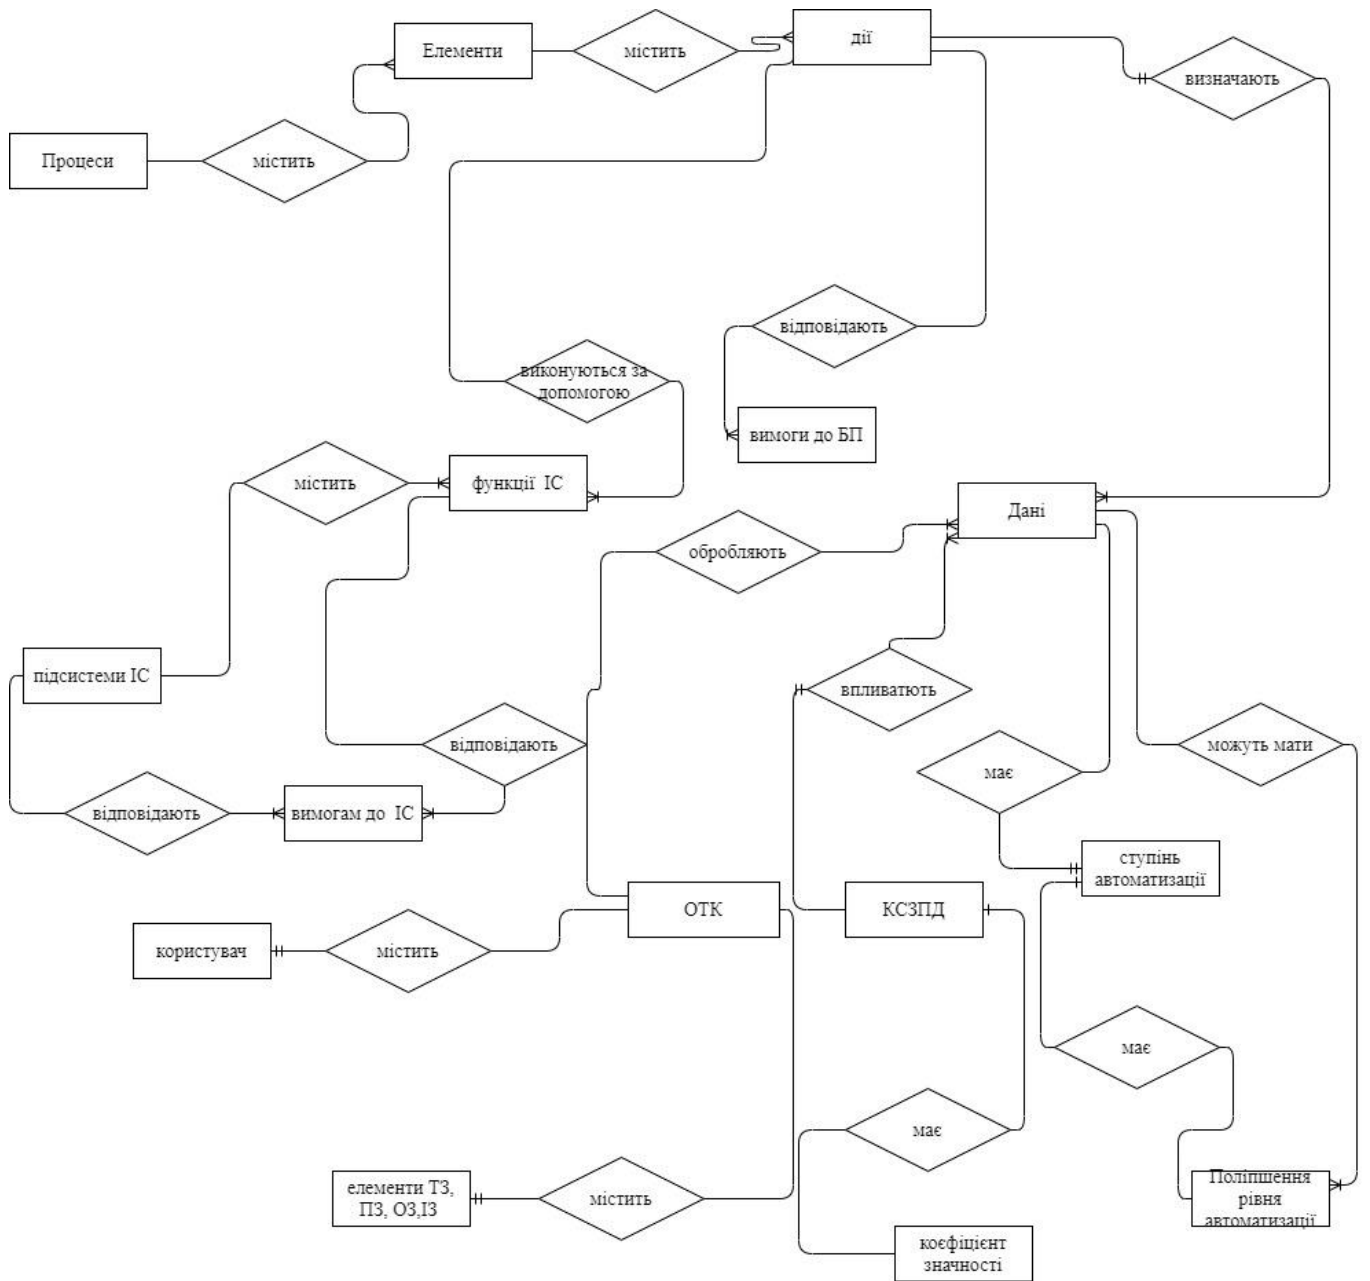 Елементи
містить
дії
визначають
Процеси
містить
відповідають
виконуються за
допомогою
вимоги до БП
містить
функції ІС
Дані
обробляють
підсистеми ІС
впливатють
відповідають
можуть мати
має
відповідають
вимогам до ІС
ступінь
автоматизації
ОТК
КСЗПД
користувач
містить
має
має
елементи ТЗ,
ПЗ, ОЗ,ІЗ
містить
Поліпшення
рівня
автоматизації
коєфіцієнт
значності